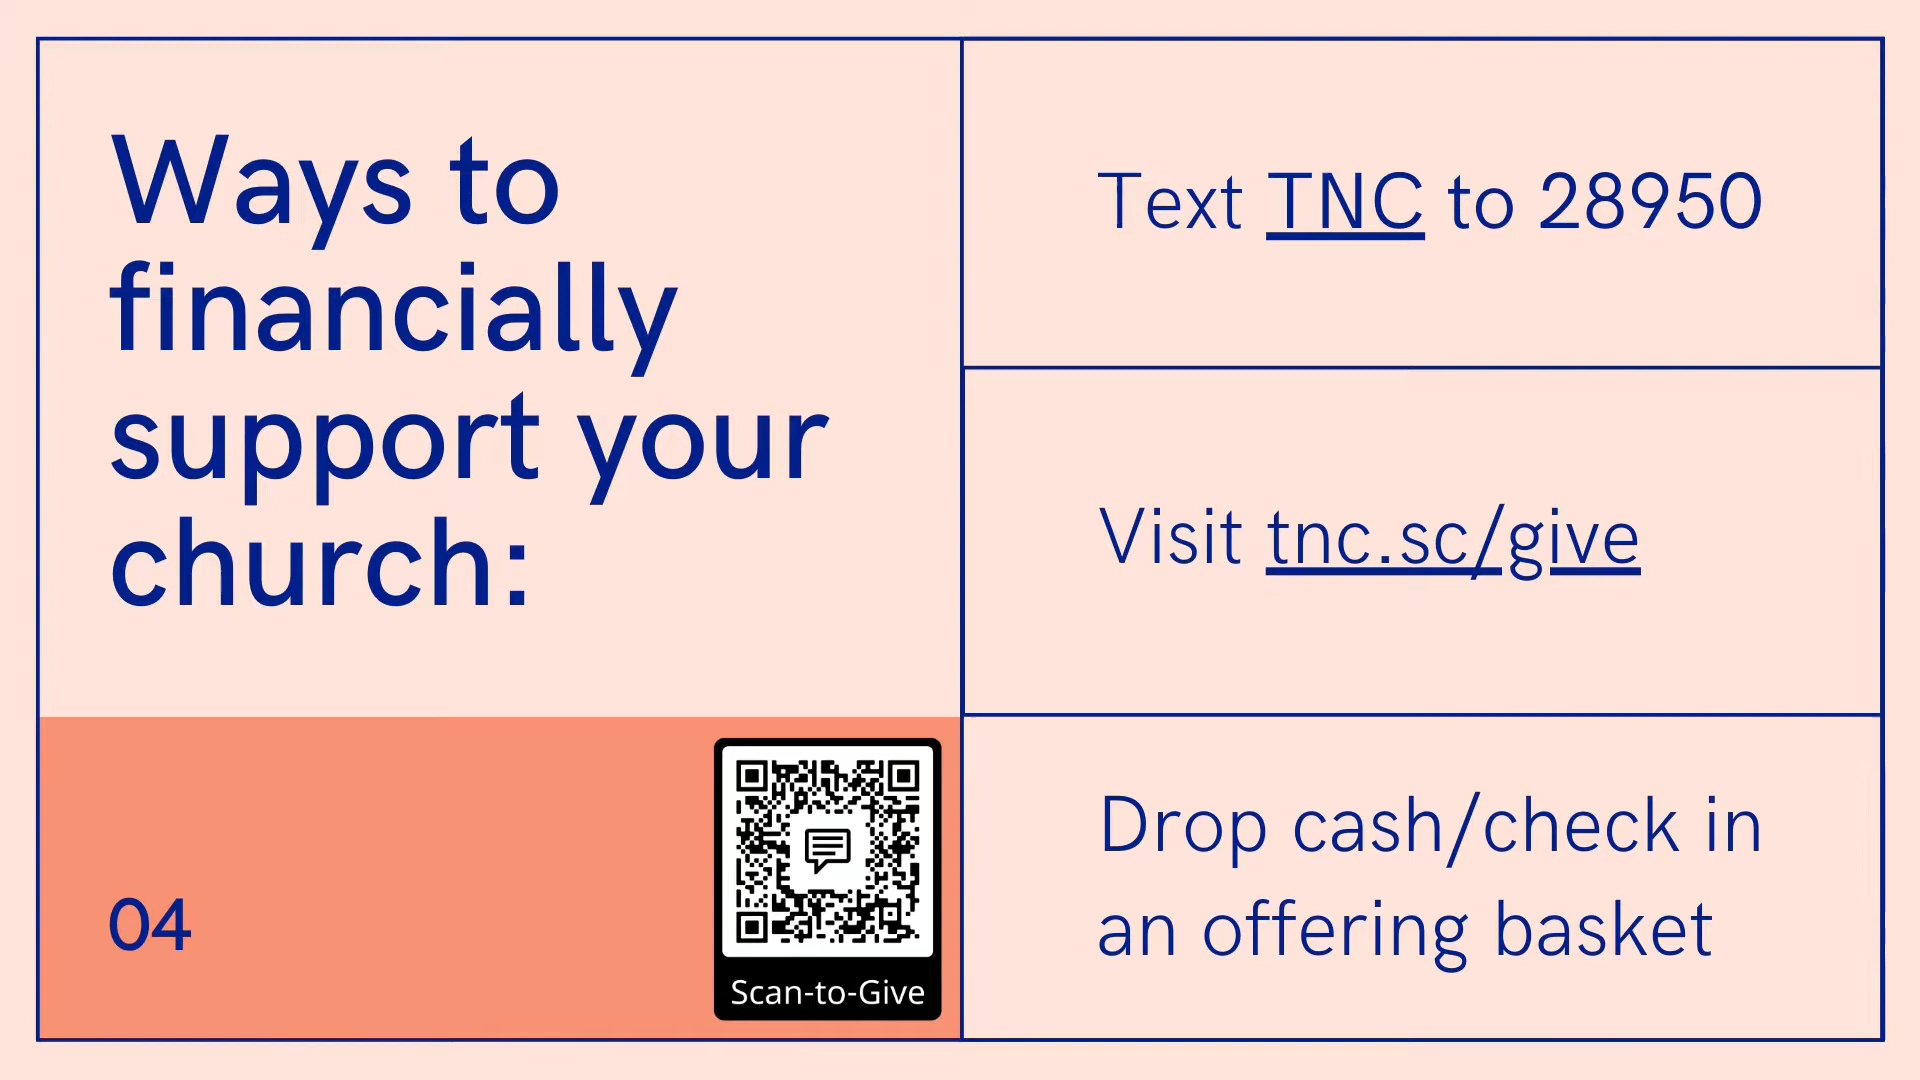 Ways to
financially
support your
church:
04
Scan-to-Give
Text TNC to 28950
Visit tnc.sc/give
Drop cash/check in
an offering basket